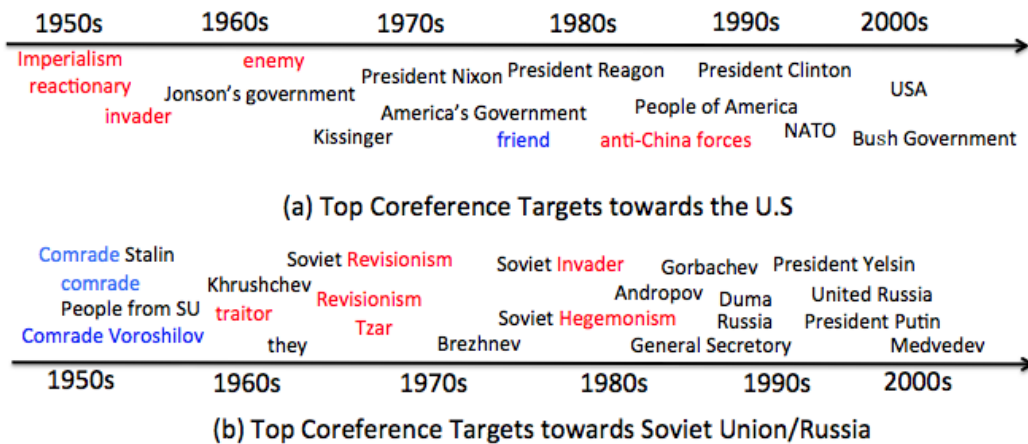 1950s 1960s 1970s 1980s 1990s 2000s
Imperialism enemy
reactionary President Nixon President Reagon President Clinton
Jonson's government USA
invader America's Government People of America
Kissinger friend anti-China forces NATO Bush Government
(a) Top Coreference Targets towards the U.S
Comrade Stalin Soviet Revisionism Soviet Invader Gorbachev President Yelsin
comrade Khrushchev Andropov Duma United Russia
People from SU traitor Revisionism Soviet Hegemonism Russia President Putin
Comrade Voroshilov Tzar
they Brezhnev General Secretory Medvedev
1950s 1960s 1970s 1980s 1990s 2000s
(b) Top Coreference Targets towards Soviet Union/Russia